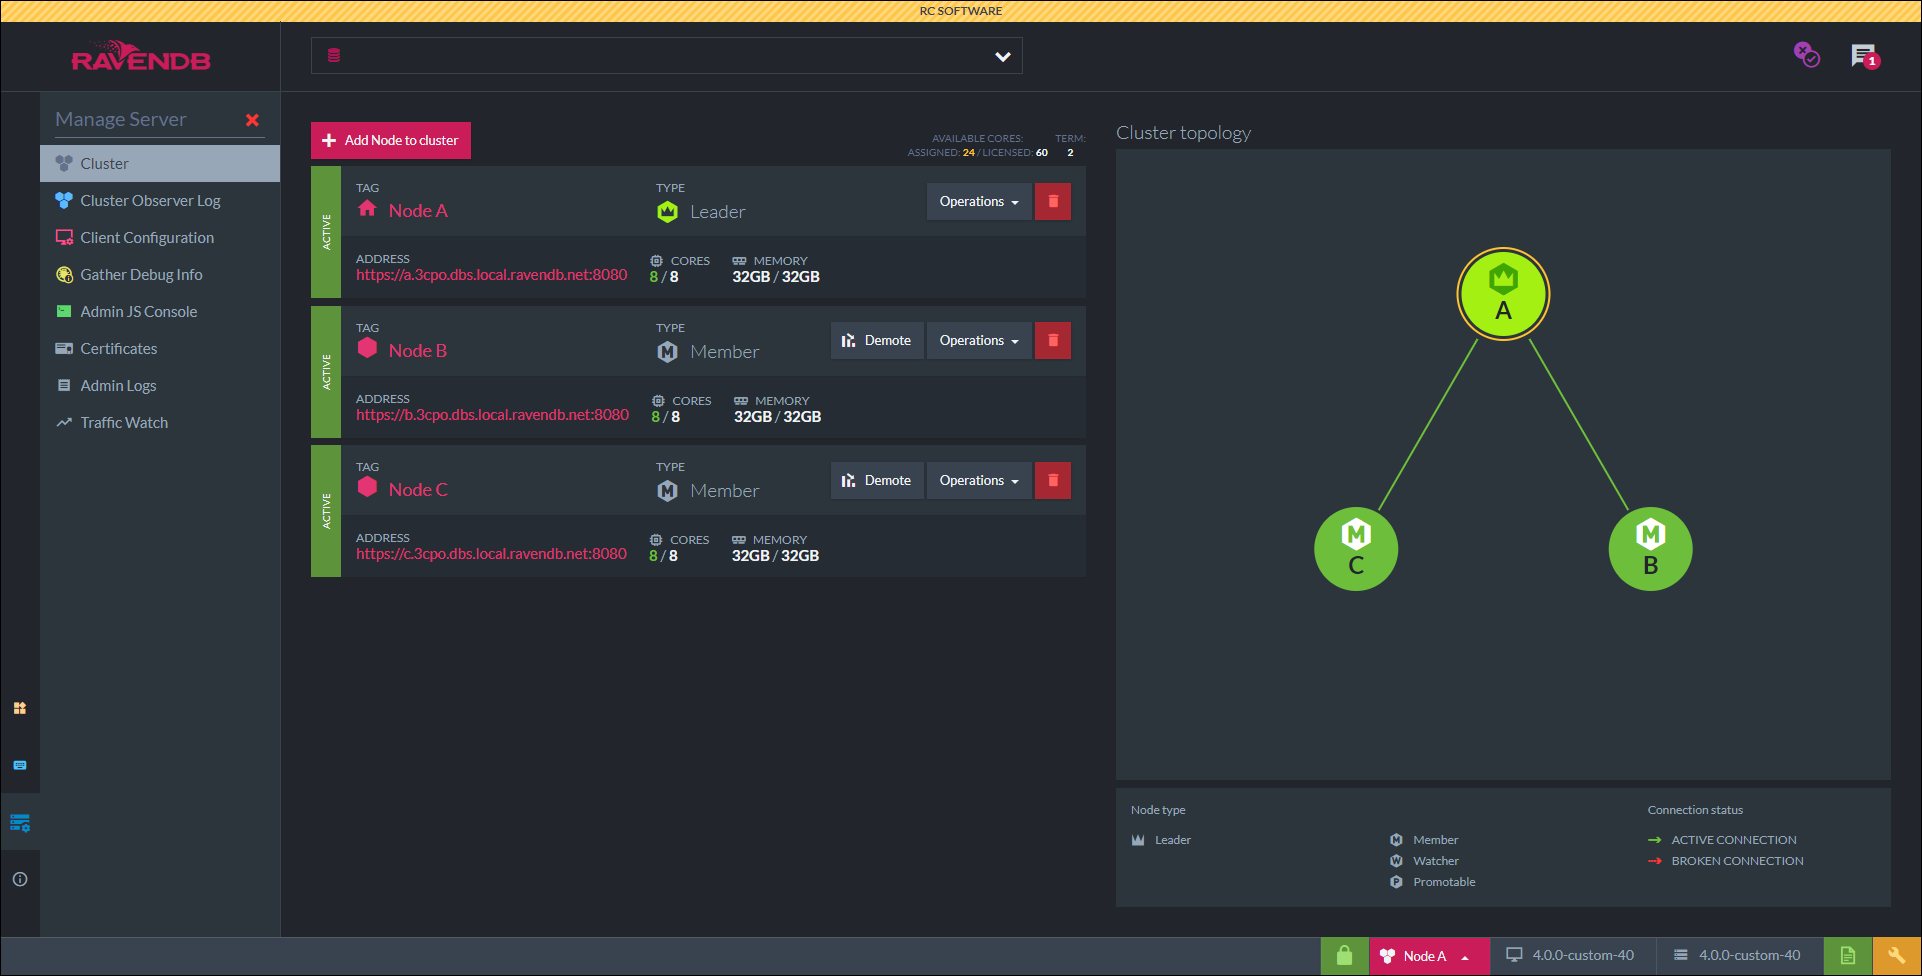 RC SOFTWARE
RAVENDB
1
Manage Server
Cluster
Cluster Observer Log
Client Configuration
Gather Debug Info
Admin JS Console
Certificates
Admin Logs
Traffic Watch
Add Node to cluster
AVAILABLE CORES:
ASSIGNED: 24 / LICENSED: 60
TERM:
2
ACTIVE
TAG
Node A
TYPE
Leader
Operations
ADDRESS
https://a.3cpo.dbs.local.ravendb.net:8080
CORES
8 / 8
MEMORY
32GB / 32GB
ACTIVE
TAG
Node B
TYPE
M Member
Demote
Operations
ADDRESS
https://b.3cpo.dbs.local.ravendb.net:8080
CORES
8 / 8
MEMORY
32GB / 32GB
ACTIVE
TAG
Node C
TYPE
M Member
Demote
Operations
ADDRESS
https://c.3cpo.dbs.local.ravendb.net:8080
CORES
8 / 8
MEMORY
32GB / 32GB
Cluster topology
A
M
C
M
B
Node type
Leader
M Member
W Watcher
P Promotable
Connection status
ACTIVE CONNECTION
BROKEN CONNECTION
Node A
4.0.0-custom-40
4.0.0-custom-40